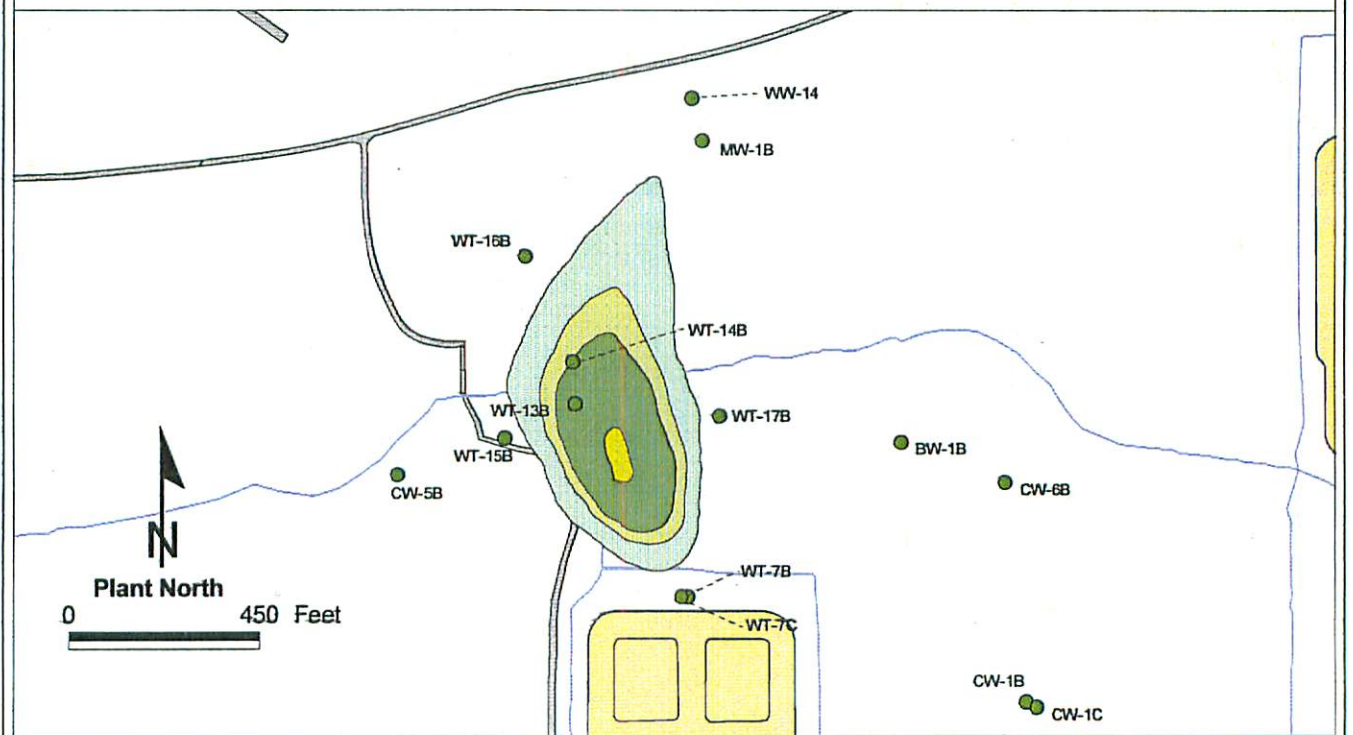 WW-14
MW-1B
WT-16B
WT-14B
WT-13B
WT-17B
WT-15B
BW-1B
CW-5B
CW-6B
N
Plant North
0 450 Feet
WT-7B
WT-7C
CW-1B
CW-1C